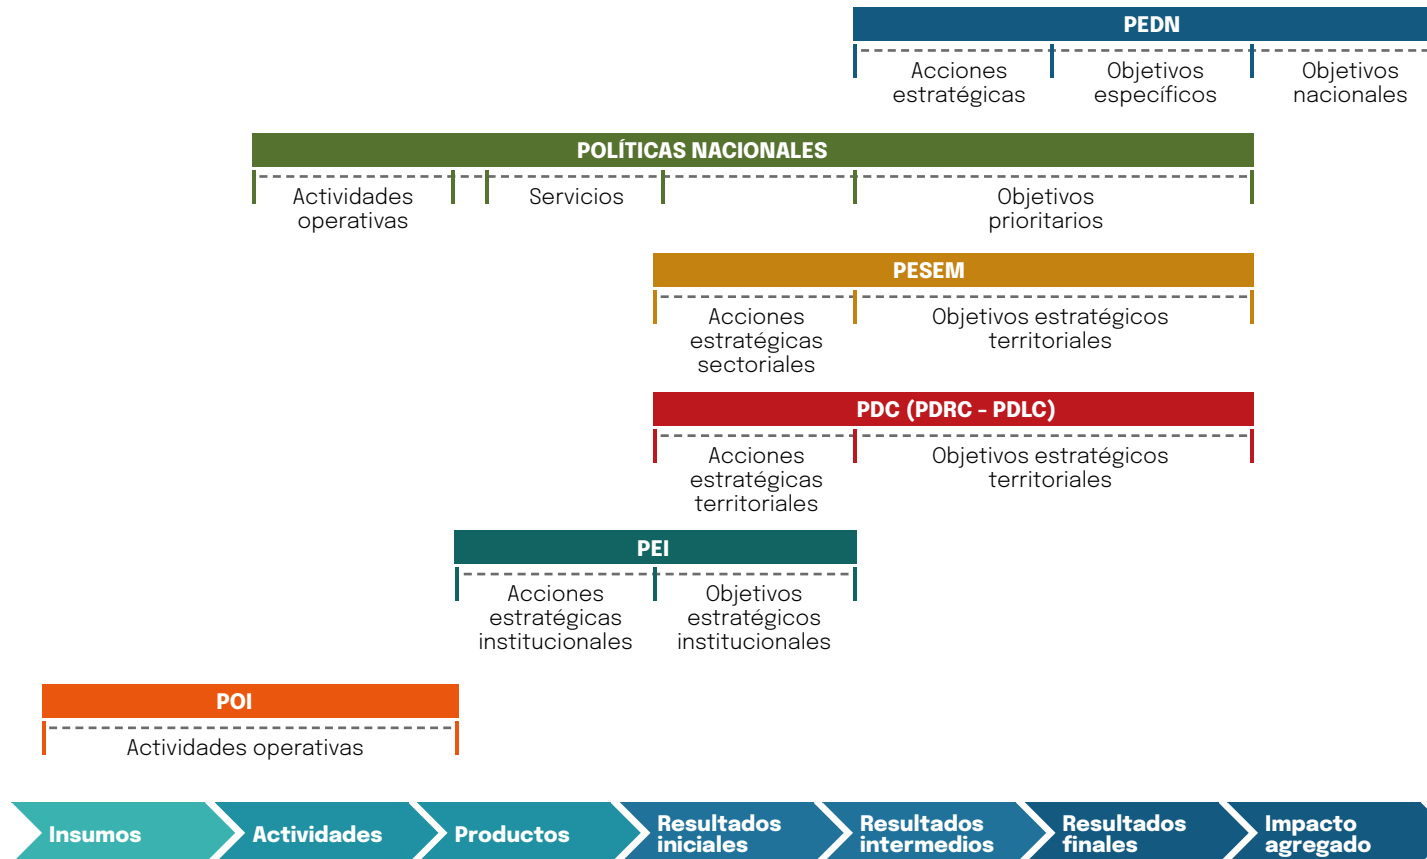 PEDN
Acciones
estratégicas
Objetivos
específicos
Objetivos
nacionales
POLÍTICAS NACIONALES
Actividades
operativas
Servicios
Objetivos
prioritarios
PESEM
Acciones
estratégicas
sectoriales
Objetivos estratégicos
territoriales
PDC (PDRC - PDLC)
Acciones
estratégicas
territoriales
Objetivos estratégicos
territoriales
PEI
Acciones
estratégicas
institucionales
Objetivos
estratégicos
institucionales
POI
Actividades operativas
Insumos
Actividades
Productos
Resultados
iniciales
Resultados
intermedios
Resultados
finales
Impacto
agregado